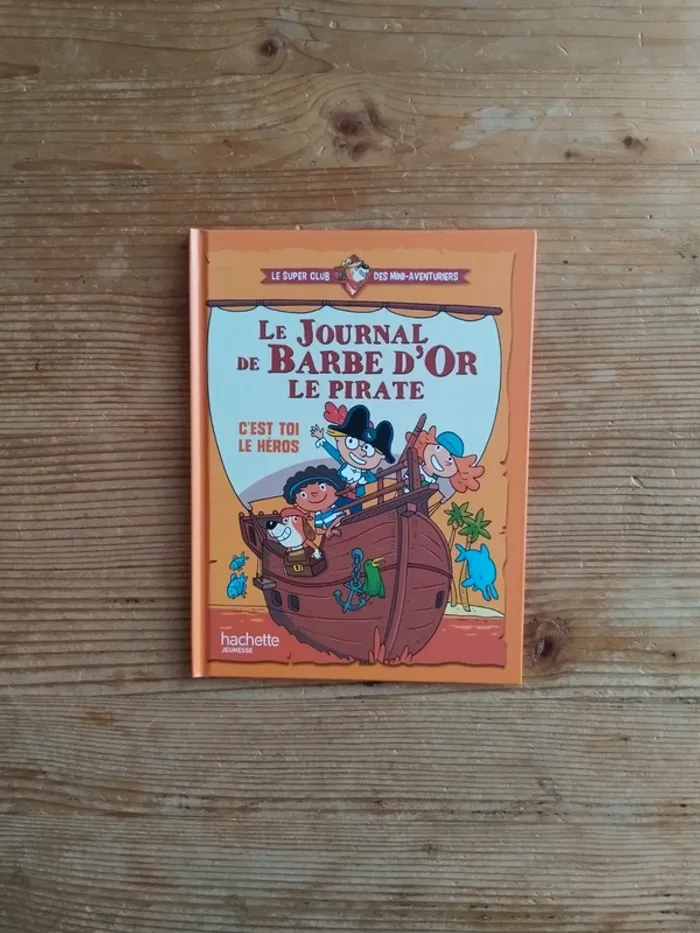 LE SUPER CLUB DES MINI-AVENTURIERS
LE JOURNAL
DE BARBE D'OR
LE PIRATE
C'EST TOI
LE HÉROS
hachette
JEUNESSE